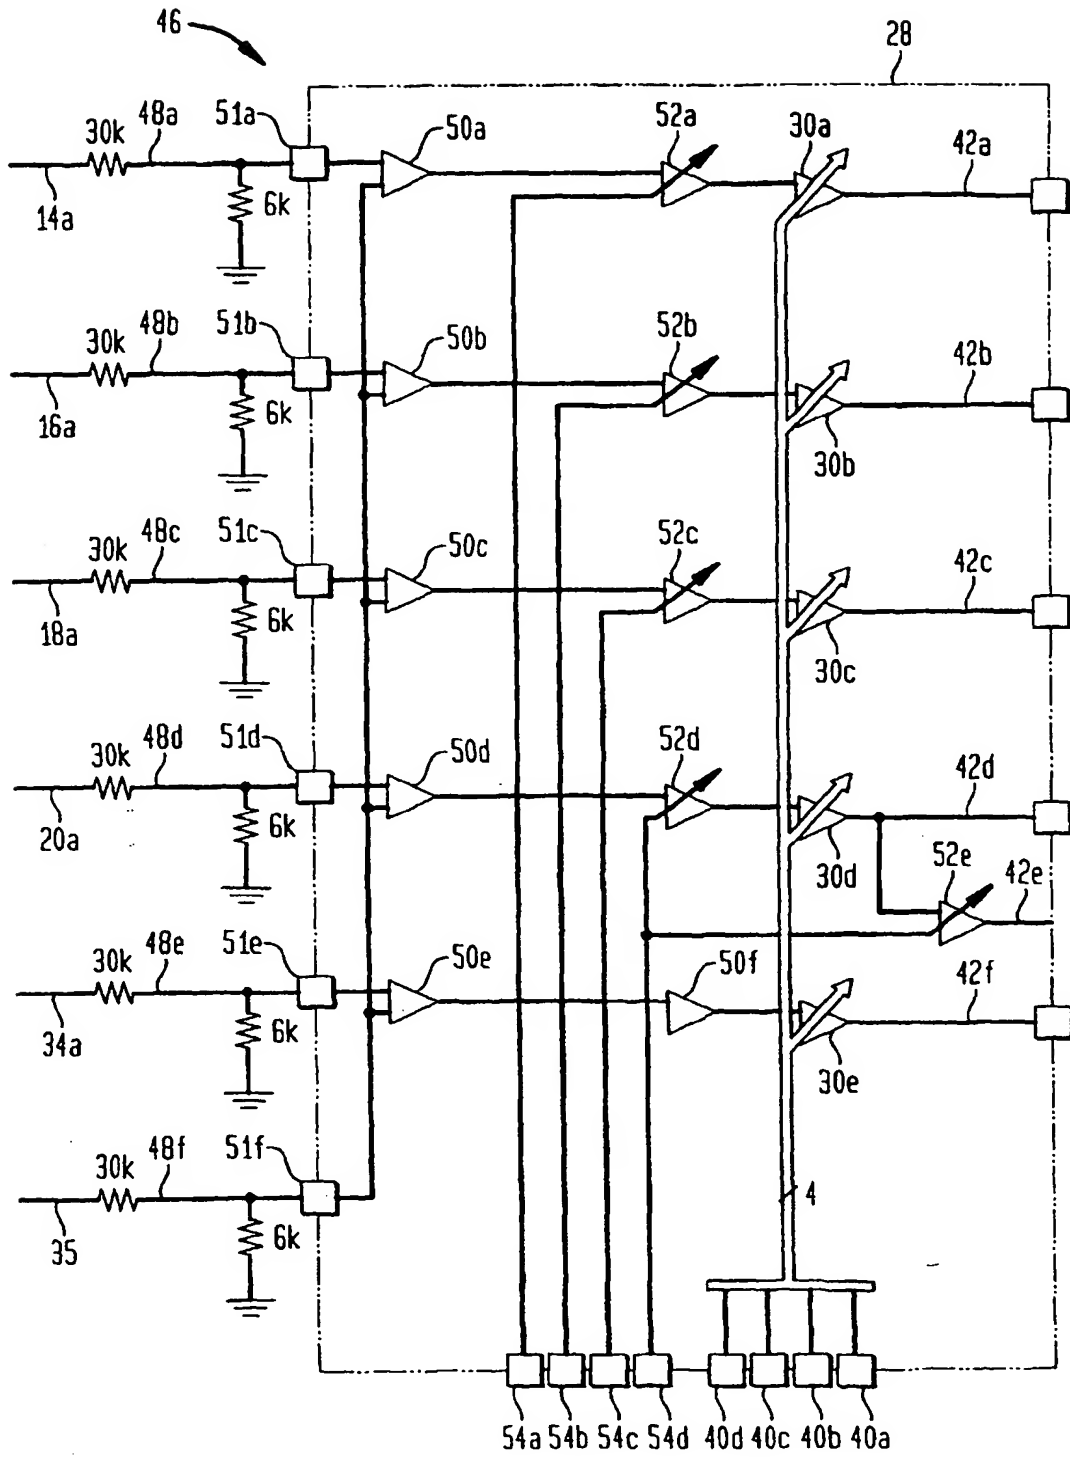 46
28
30k 48a 51a 50a 52a 30a 42a
14a 6k
30k 48b 51b 50b 52b 42b
16a 6k 30b
30k 48c 51c 50c 52c 42c
18a 6k 30c
30k 48d 51d 50d 52d 42d
20a 6k 30d 52e 42e
30k 48e 51e 50e 50f 42f
34a 6k 30e
30k 48f 51f 4
35 6k
54a 54b 54c 54d 40d 40c 40b 40a